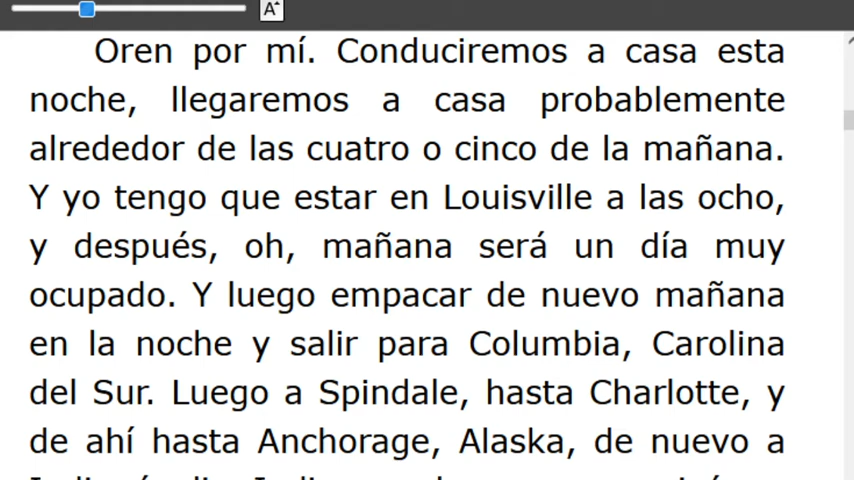 A
Oren por mí. Conduciremos a casa esta
noche, llegaremos a casa probablemente
alrededor de las cuatro o cinco de la mañana.
Y yo tengo que estar en Louisville a las ocho,
y después, oh, mañana será un día muy
ocupado. Y luego empacar de nuevo mañana
en la noche y salir para Columbia, Carolina
del Sur. Luego a Spindale, hasta Charlotte, y
de ahí hasta Anchorage, Alaska, de nuevo a